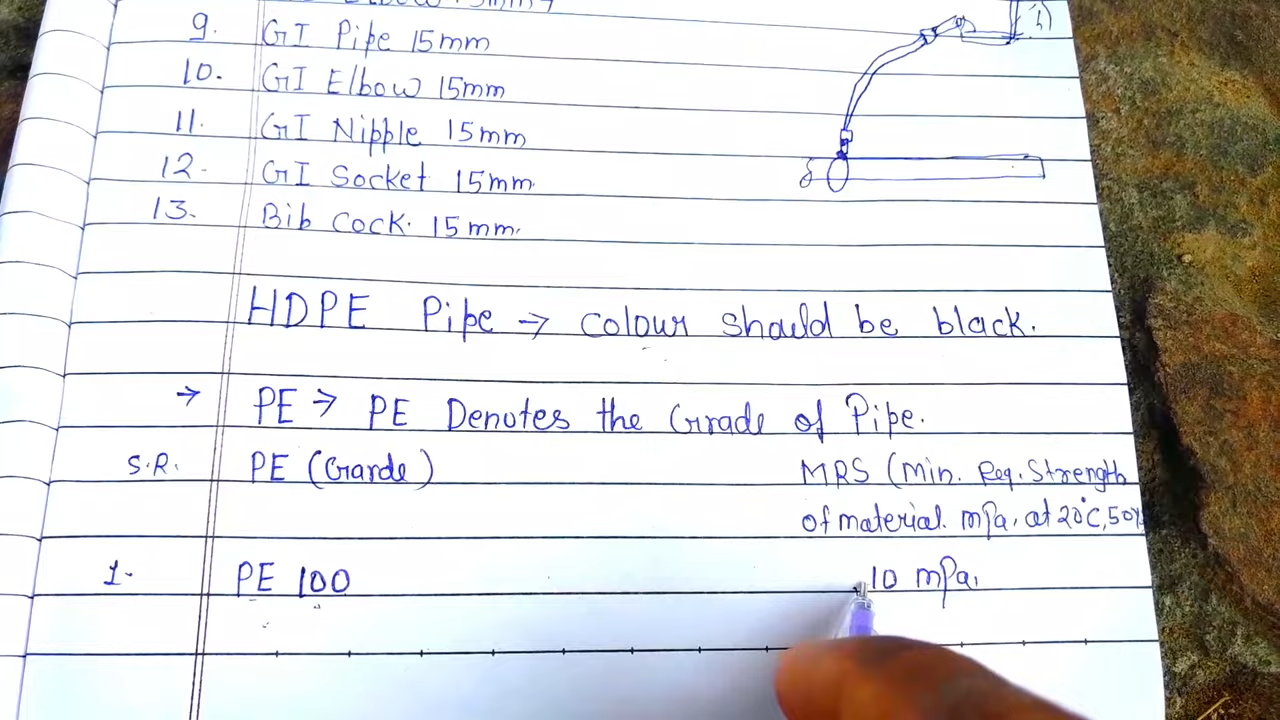 9. GI Pipe 15mm
10. GI Elbow 15mm
11. GI Nipple 15mm
12. GI Socket 15mm.
13. Bib Cock. 15mm.
HDPE Pipe → colour should be black.
→ PE → PE Denotes the Grade of Pipe.
S.R. PE (Garde) MRS (Min. Req. Strength
of material. mPa. at 20°C, 50
1. PE 100 10 mPa.